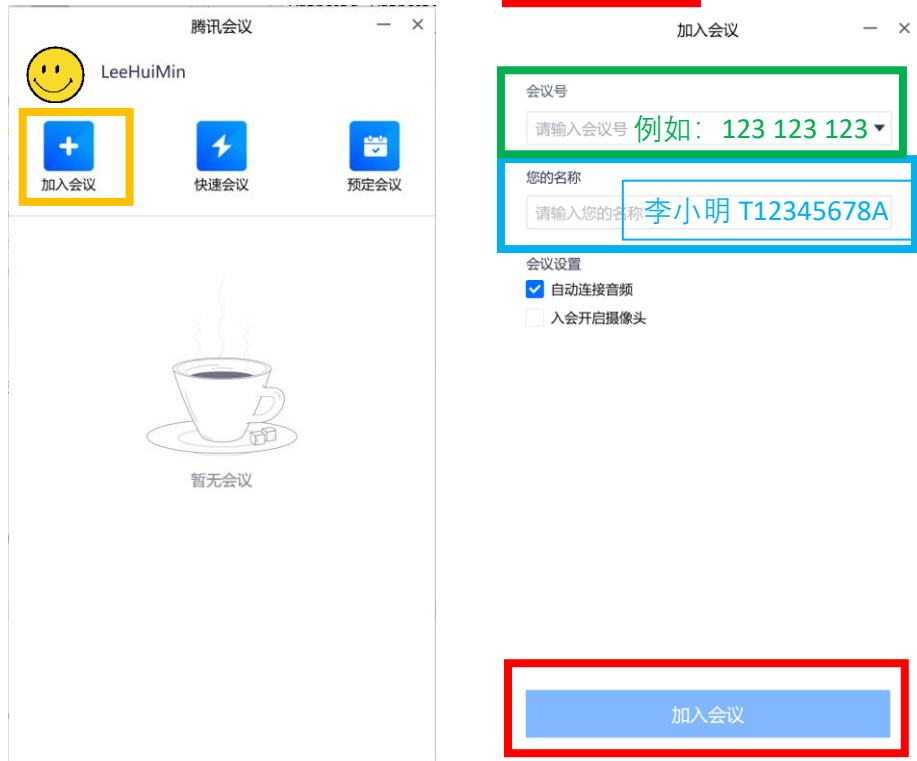 腾讯会议
LeeHuiMin
加入会议
快速会议
预定会议
暂无会议
加入会议
会议号
请输入会议号 例如： 123 123 123
您的名称
请输入您的名称 李小明 T12345678A
会议设置
自动连接音频
入会开启摄像头
加入会议